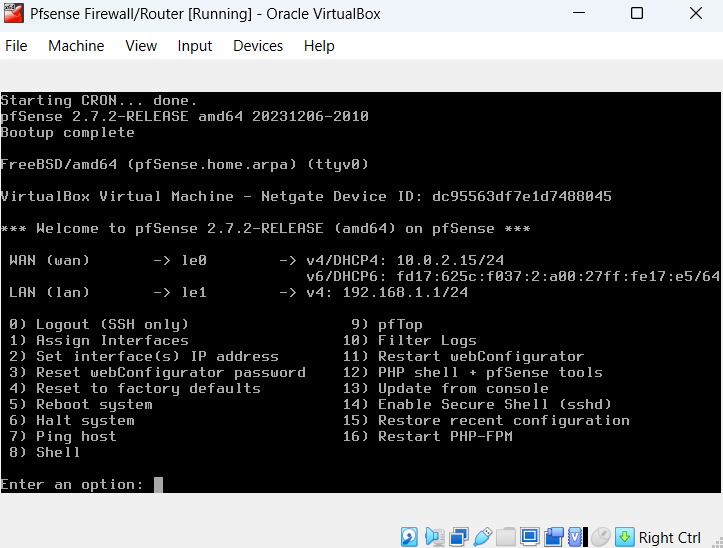 Pfsense Firewall/Router [Running] - Oracle VirtualBox
File Machine View Input Devices Help
Starting CRON... done.
pfSense 2.7.2-RELEASE amd64 20231206-2010
Bootup complete
FreeBSD/amd64 (pfSense.home.arpa) (ttyv0)
VirtualBox Virtual Machine - Netgate Device ID: dc95563df7e1d7488045
*** Welcome to pfSense 2.7.2-RELEASE (amd64) on pfSense ***
WAN (wan) -> le0 -> v4/DHCP4: 10.0.2.15/24
v6/DHCP6: fd17:625c:f037:2:a00:27ff:fe17:e5/64
LAN (lan) -> le1 -> v4: 192.168.1.1/24
0) Logout (SSH only) 9) pfTop
1) Assign Interfaces 10) Filter Logs
2) Set interface(s) IP address 11) Restart webConfigurator
3) Reset webConfigurator password 12) PHP shell + pfSense tools
4) Reset to factory defaults 13) Update from console
5) Reboot system 14) Enable Secure Shell (sshd)
6) Halt system 15) Restore recent configuration
7) Ping host 16) Restart PHP-FPM
8) Shell
Enter an option:
Right Ctrl